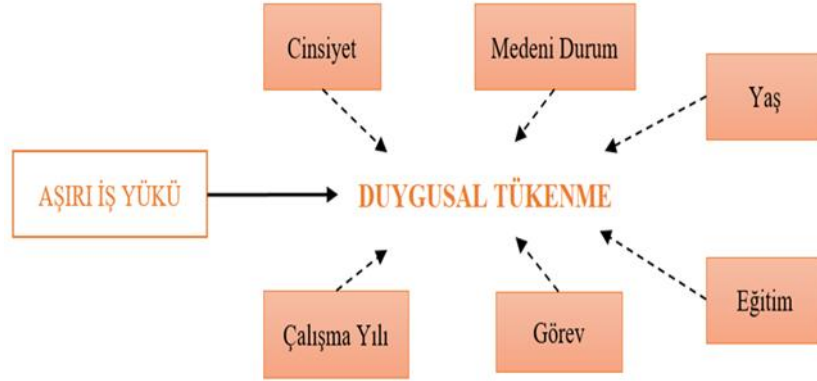 Cinsiyet
Medeni Durum
Yaş
AŞIRI İŞ YÜKÜ
DUYGUSAL TÜKENME
Çalışma Yılı
Görev
Eğitim